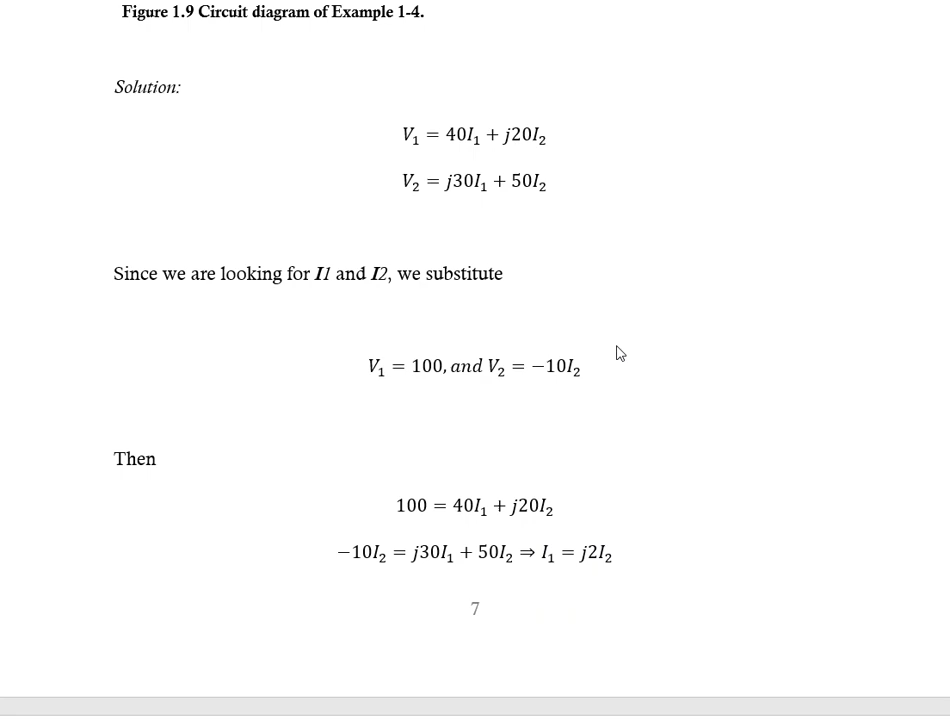 Figure 1.9 Circuit diagram of Example 1-4.
Solution:
V₁ = 40I₁ + j20I₂
V₂ = j30I₁ + 50I₂
Since we are looking for I1 and I2, we substitute
V₁ = 100, and V₂ = −10I₂
Then
100 = 40I₁ + j20I₂
−10I₂ = j30I₁ + 50I₂ ⇒ I₁ = j2I₂
7